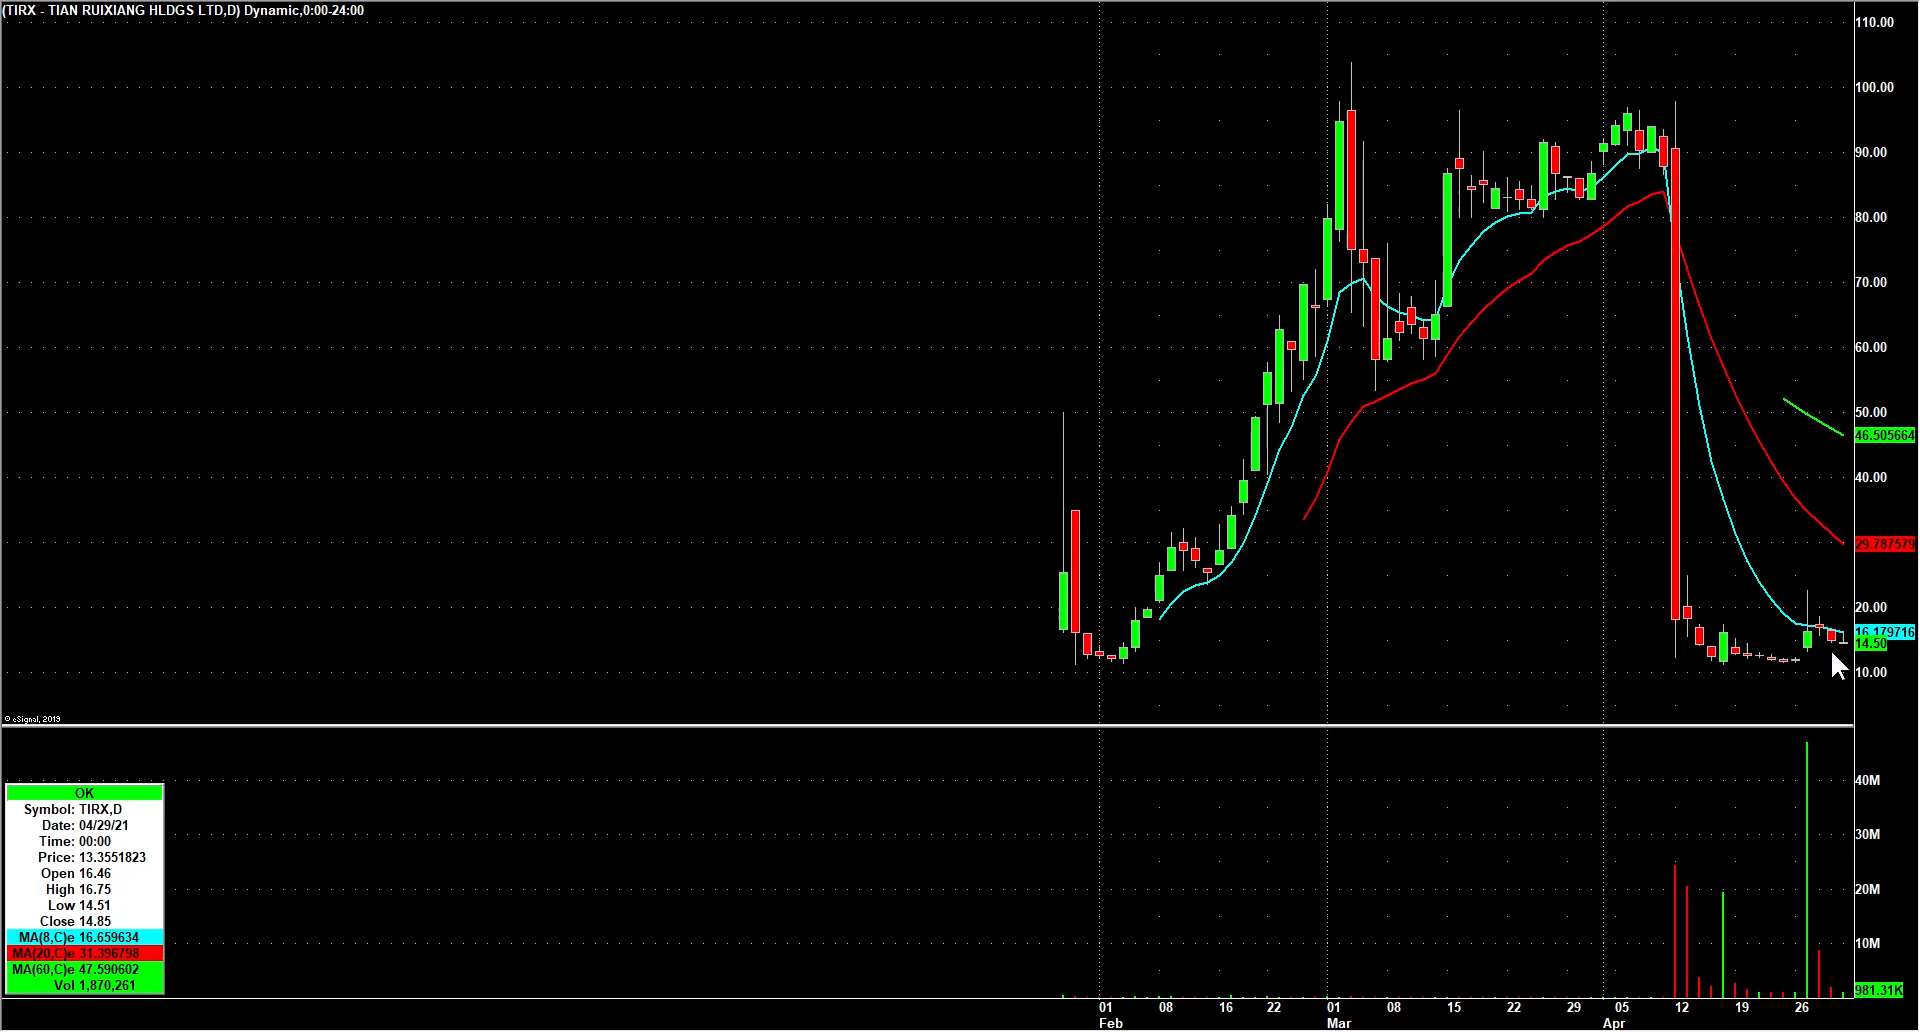 (TIRX - TIAN RUIXIANG HLDGS LTD,D) Dynamic,0:00-24:00
110.00
100.00
90.00
80.00
70.00
60.00
50.00
46.505664
40.00
29.787579
20.00
16.179716
14.50
10.00
© eSignal, 2019
40M
30M
20M
10M
981.31K
OK
Symbol: TIRX,D
Date: 04/29/21
Time: 00:00
Price: 13.3551823
Open 16.46
High 16.75
Low 14.51
Close 14.85
MA(8,C)e 16.659634
MA(20,C)e 31.396798
MA(60,C)e 47.590602
Vol 1,870,261
01 08 16 22 01 08 15 22 29 05 12 19 26
Feb Mar Apr